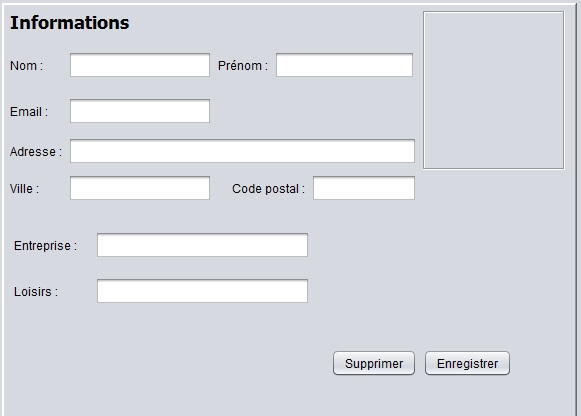 Informations
Nom : Prénom :
Email :
Adresse :
Ville : Code postal :
Entreprise :
Loisirs :
Supprimer Enregistrer